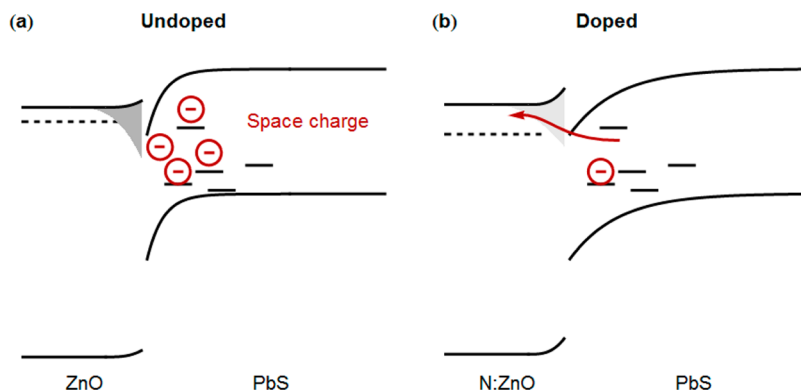 (a) Undoped
(b) Doped
Space charge
ZnO
PbS
N:ZnO
PbS